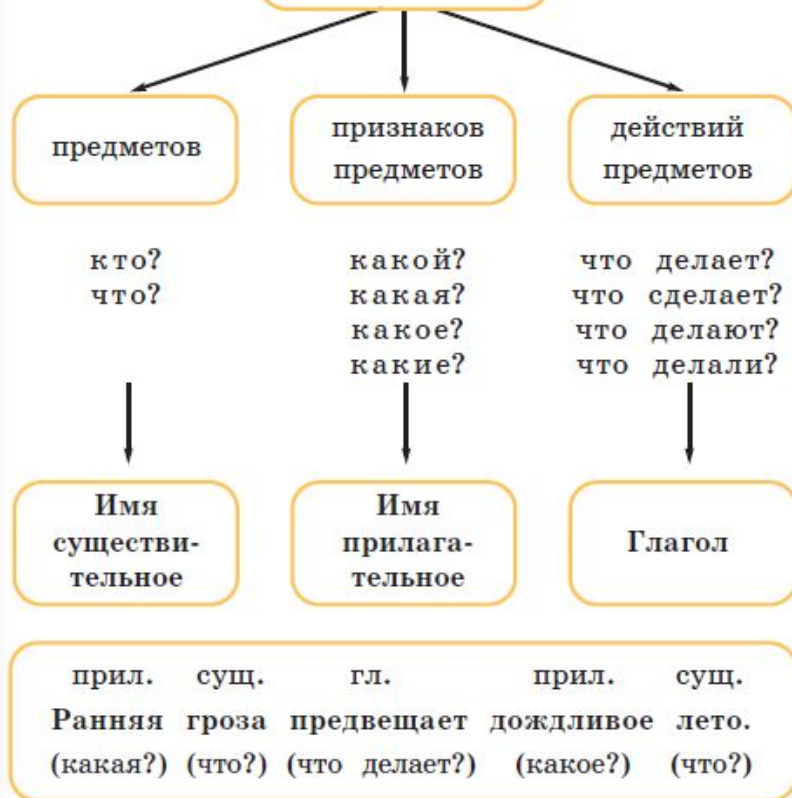 предметов
признаков
предметов
действий
предметов
кто?
что?
какой?
какая?
какое?
какие?
что делает?
что сделает?
что делают?
что делали?
Имя
существи-
тельное
Имя
прилага-
тельное
Глагол
прил. сущ. гл. прил. сущ.
Ранняя гроза предвещает дождливое лето.
(какая?) (что?) (что делает?) (какое?) (что?)